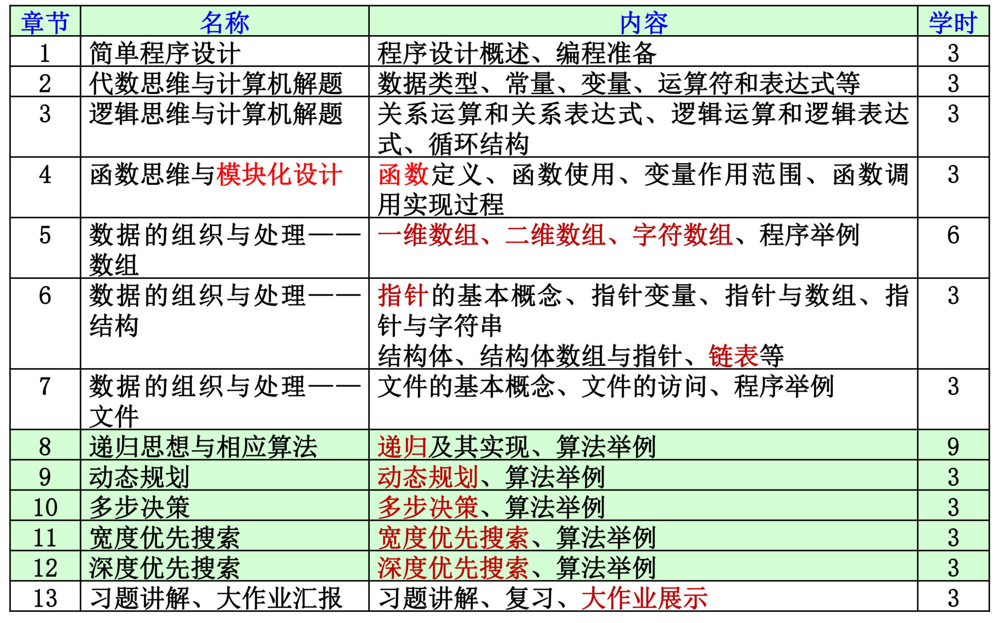 章节 名称 内容 学时
1 简单程序设计 程序设计概述、编程准备 3
2 代数思维与计算机解题 数据类型、常量、变量、运算符和表达式等 3
3 逻辑思维与计算机解题 关系运算和关系表达式、逻辑运算和逻辑表达 3
式、循环结构
4 函数思维与模块化设计 函数定义、函数使用、变量作用范围、函数调 3
用实现过程
5 数据的组织与处理—— 一维数组、二维数组、字符数组、程序举例 6
数组
6 数据的组织与处理—— 指针的基本概念、指针变量、指针与数组、指 3
结构 针与字符串
结构体、结构体数组与指针、链表等
7 数据的组织与处理—— 文件的基本概念、文件的访问、程序举例 3
文件
8 递归思想与相应算法 递归及其实现、算法举例 9
9 动态规划 动态规划、算法举例 3
10 多步决策 多步决策、算法举例 3
11 宽度优先搜索 宽度优先搜索、算法举例 3
12 深度优先搜索 深度优先搜索、算法举例 3
13 习题讲解、大作业汇报 习题讲解、复习、大作业展示 3